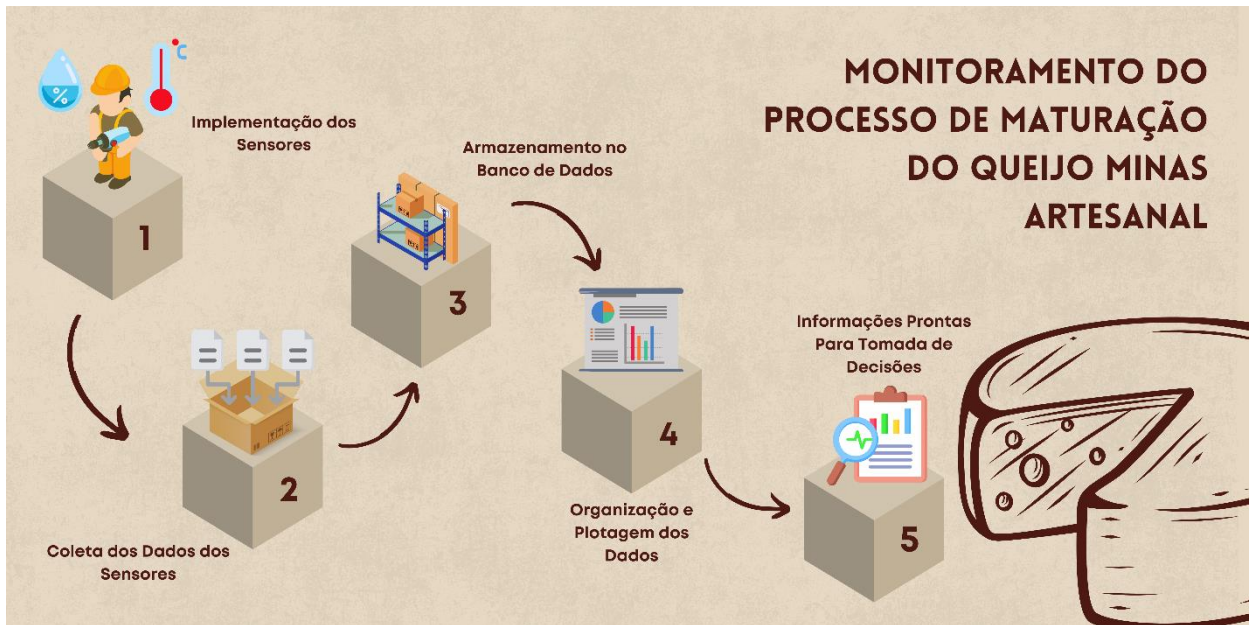 MONITORAMENTO DO
PROCESSO DE MATURAÇÃO
DO QUEIJO MINAS
ARTESANAL
%
°C
Implementação dos
Sensores
1
Coleta dos Dados dos
Sensores
2
Armazenamento no
Banco de Dados
3
4
Organização e
Plotagem dos
Dados
Informações Prontas
Para Tomada de
Decisões
5